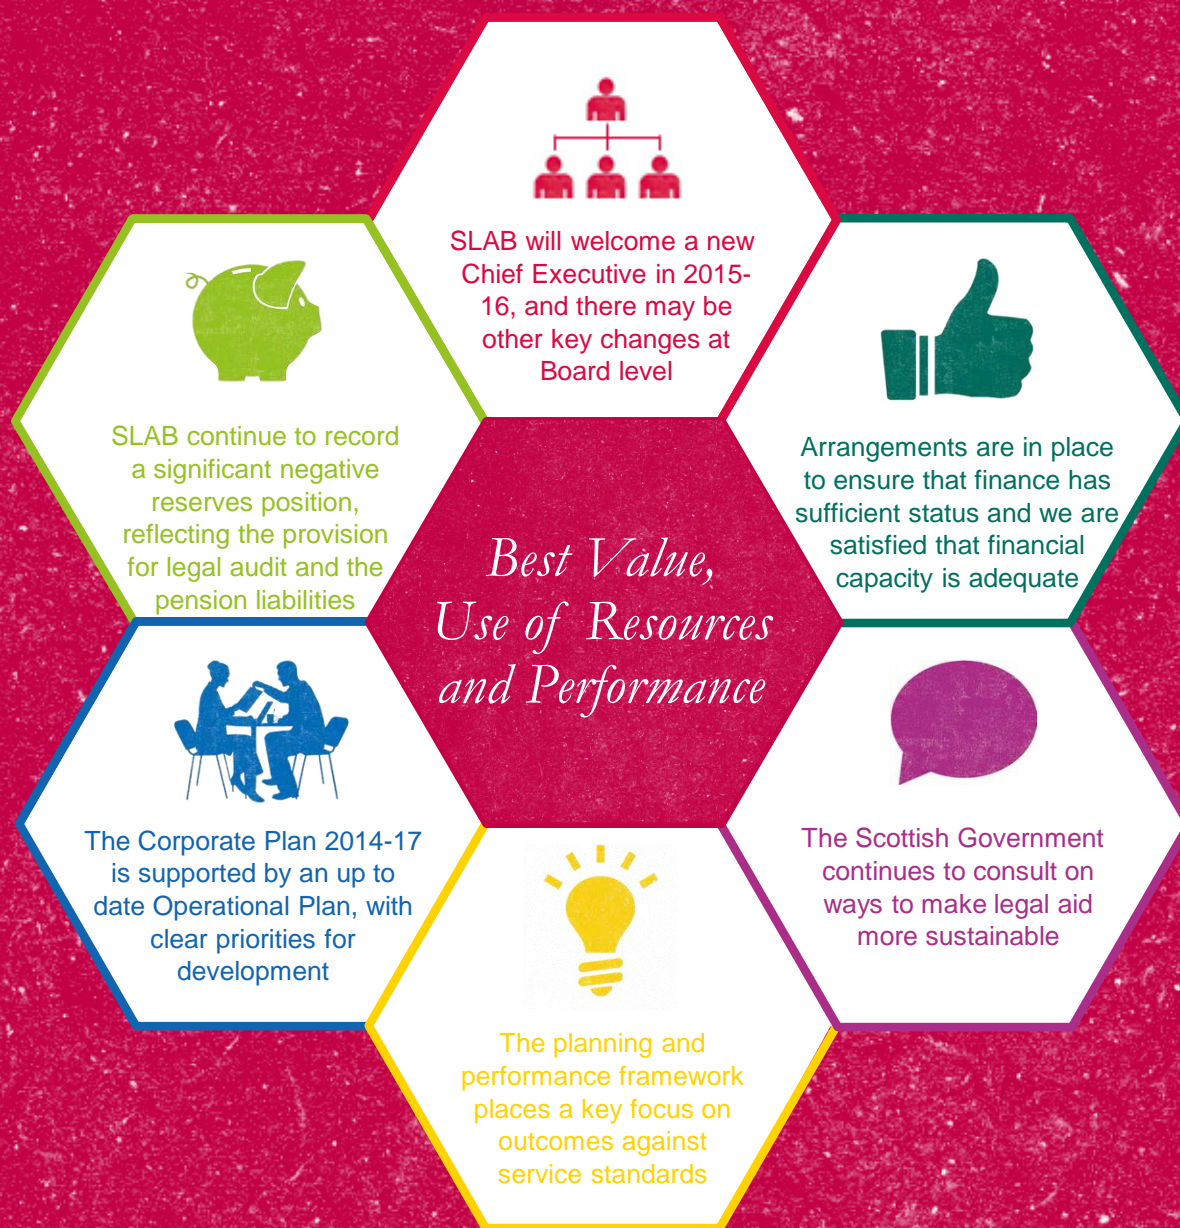 SLAB will welcome a new
Chief Executive in 2015-
16, and there may be
other key changes at
Board level
SLAB continue to record
a significant negative
reserves position,
reflecting the provision
for legal audit and the
pension liabilities
Arrangements are in place
to ensure that finance has
sufficient status and we are
satisfied that financial
capacity is adequate
Best Value,
Use of Resources
and Performance
The Corporate Plan 2014-17
is supported by an up to
date Operational Plan, with
clear priorities for
development
The Scottish Government
continues to consult on
ways to make legal aid
more sustainable
The planning and
performance framework
places a key focus on
outcomes against
service standards